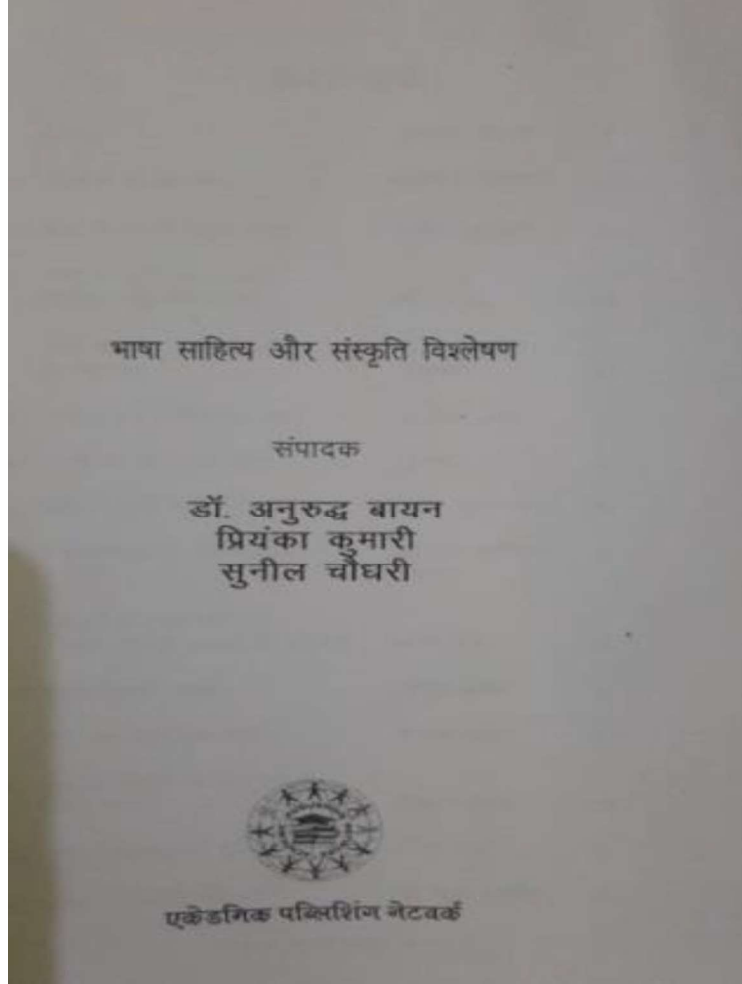 भाषा साहित्य और संस्कृति विश्लेषण
संपादक
डॉ. अनुरुद्ध बायन
प्रियंका कुमारी
सुनील चौधरी
एकेडमिक पब्लिशिंग नेटवर्क